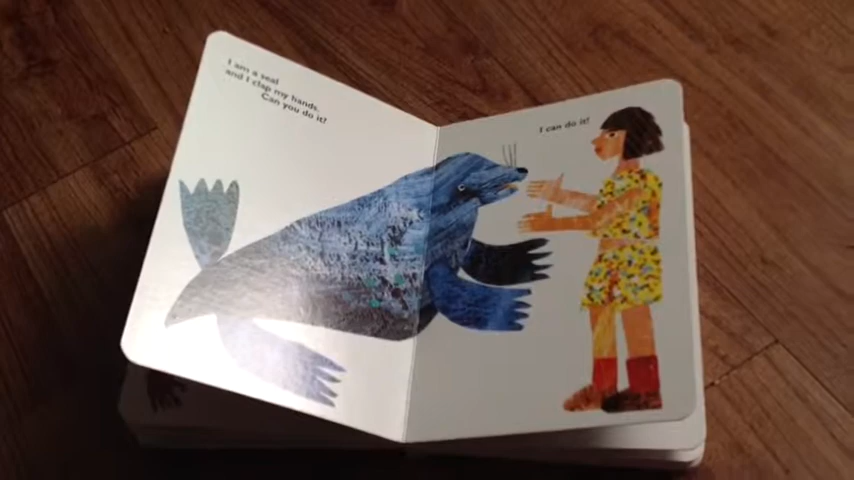 I am a seal
and I clap my hands.
Can you do it?
I can do it!